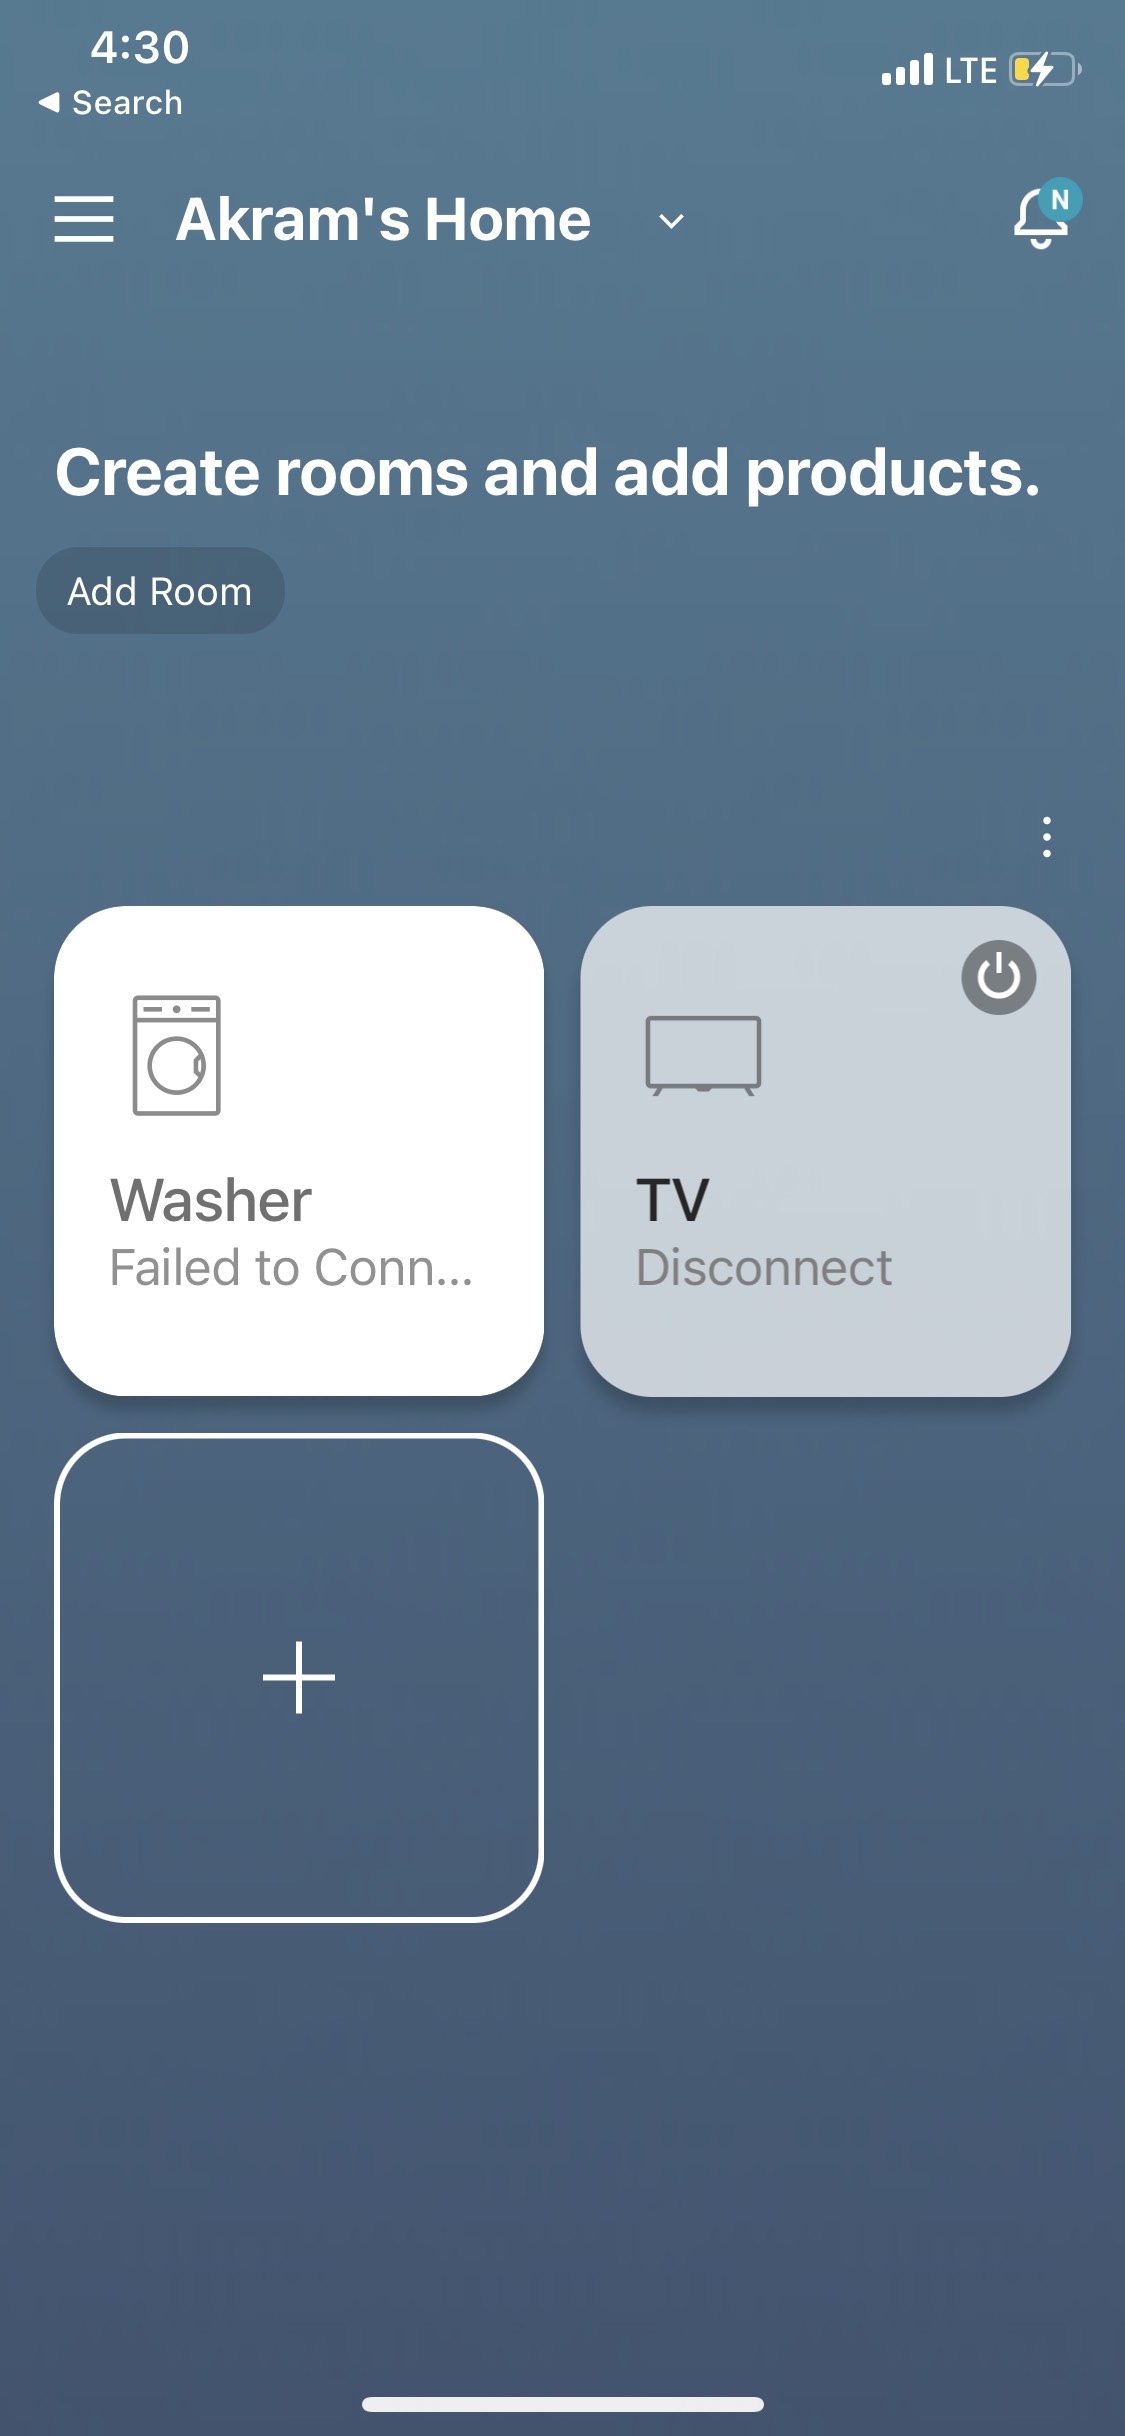 4:30
LTE
Search
Akram's Home
N
Create rooms and add products.
Add Room
Washer
Failed to Conn...
TV
Disconnect